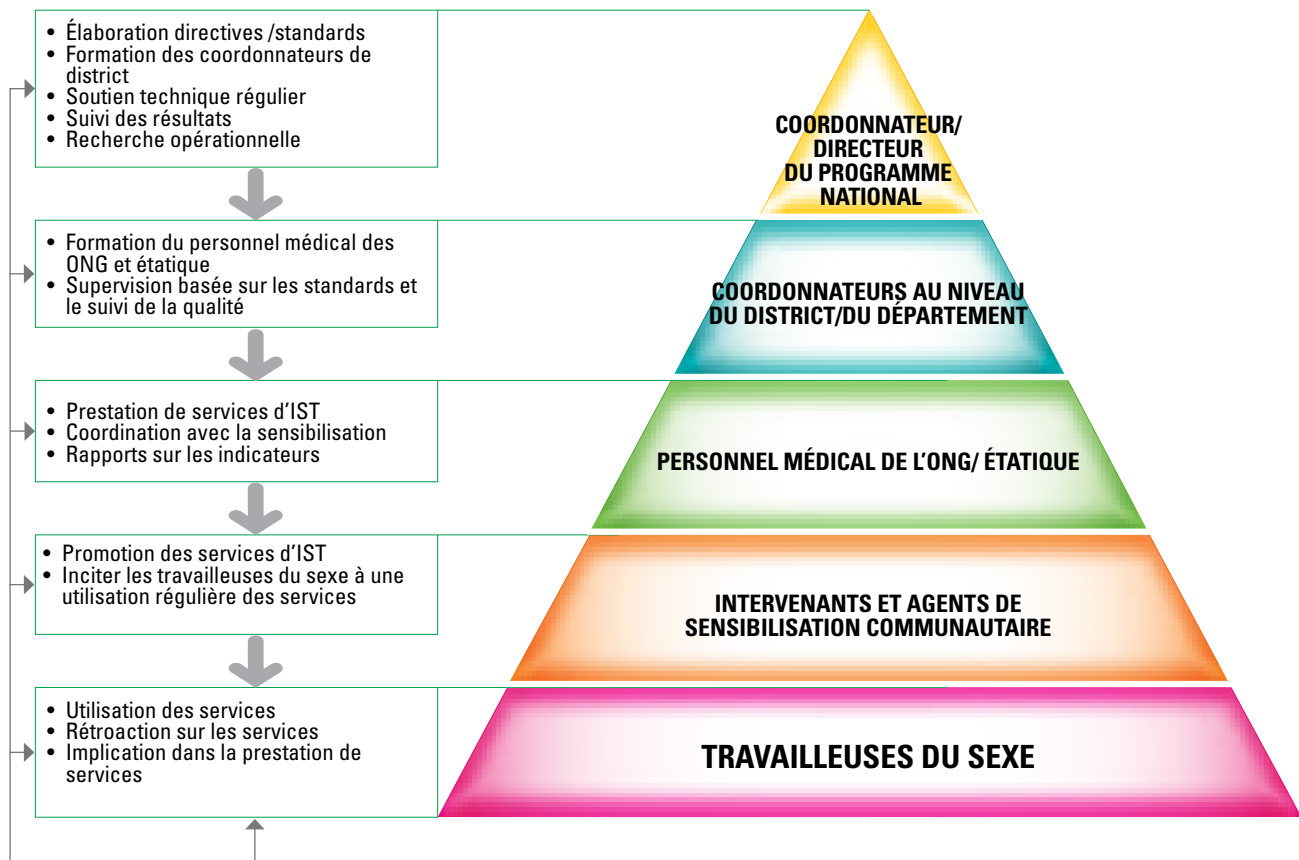 • Élaboration directives /standards
• Formation des coordonnateurs de
district
• Soutien technique régulier
• Suivi des résultats
• Recherche opérationnelle
COORDONNATEUR/
DIRECTEUR
DU PROGRAMME
NATIONAL
• Formation du personnel médical des
ONG et étatique
• Supervision basée sur les standards et
le suivi de la qualité
COORDONNATEURS AU NIVEAU
DU DISTRICT/DU DÉPARTEMENT
• Prestation de services d’IST
• Coordination avec la sensibilisation
• Rapports sur les indicateurs
PERSONNEL MÉDICAL DE L’ONG/ ÉTATIQUE
• Promotion des services d’IST
• Inciter les travailleuses du sexe à une
utilisation régulière des services
INTERVENANTS ET AGENTS DE
SENSIBILISATION COMMUNAUTAIRE
• Utilisation des services
• Rétroaction sur les services
• Implication dans la prestation de
services
TRAVAILLEUSES DU SEXE